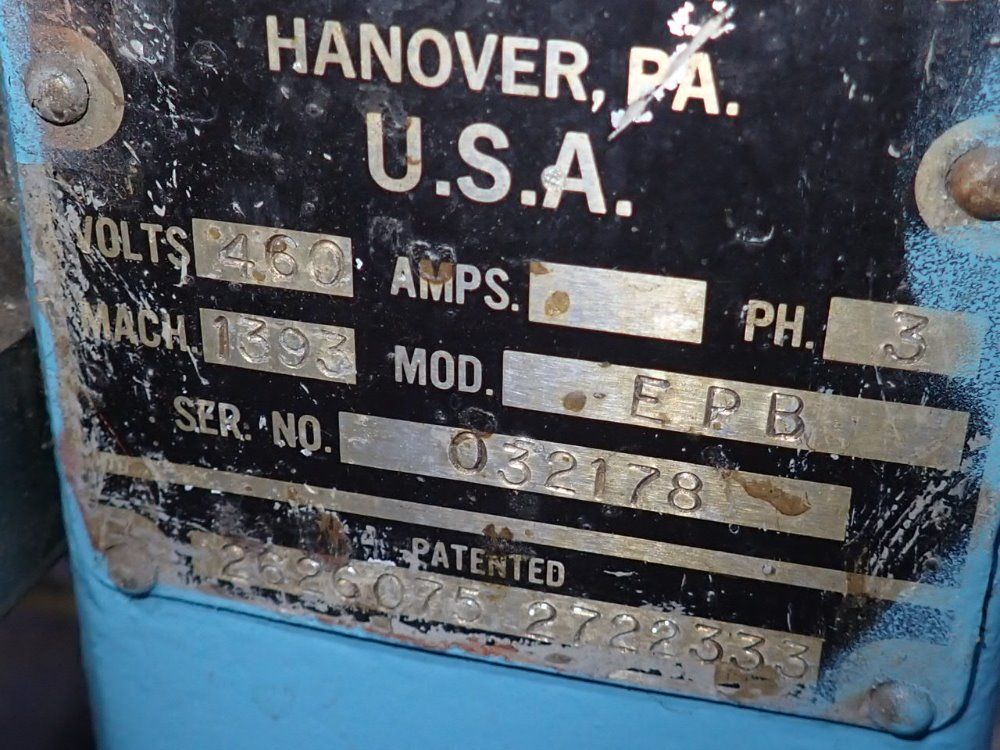 HANOVER, PA.
U.S.A.
VOLTS 460 AMPS. PH. 3
MACH. 1393 MOD. EPB
SER. NO. 032178
PATENTED
2626075 2722333